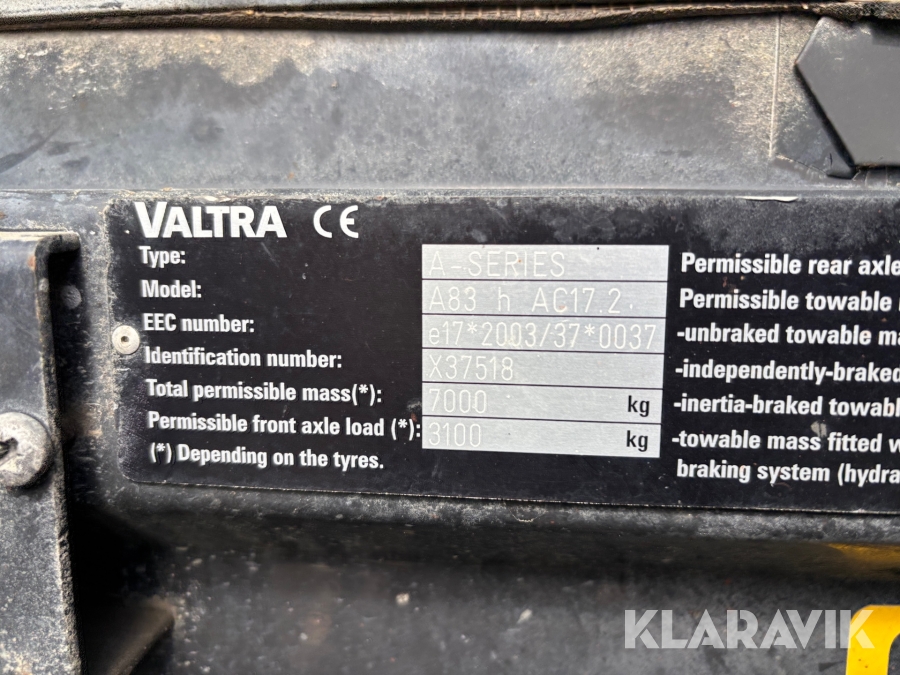 VALTRA CE
Type: A-SERIES
Model: A83 h AC17.2
EEC number: e17*2003/37*0037
Identification number: X37518
Total permissible mass(*): 7000 kg
Permissible front axle load (*): 3100 kg
(*) Depending on the tyres.
Permissible rear axle
Permissible towable
-unbraked towable ma
-independently-braked
-inertia-braked towabl
-towable mass fitted w
braking system (hydra
KLARAVIK